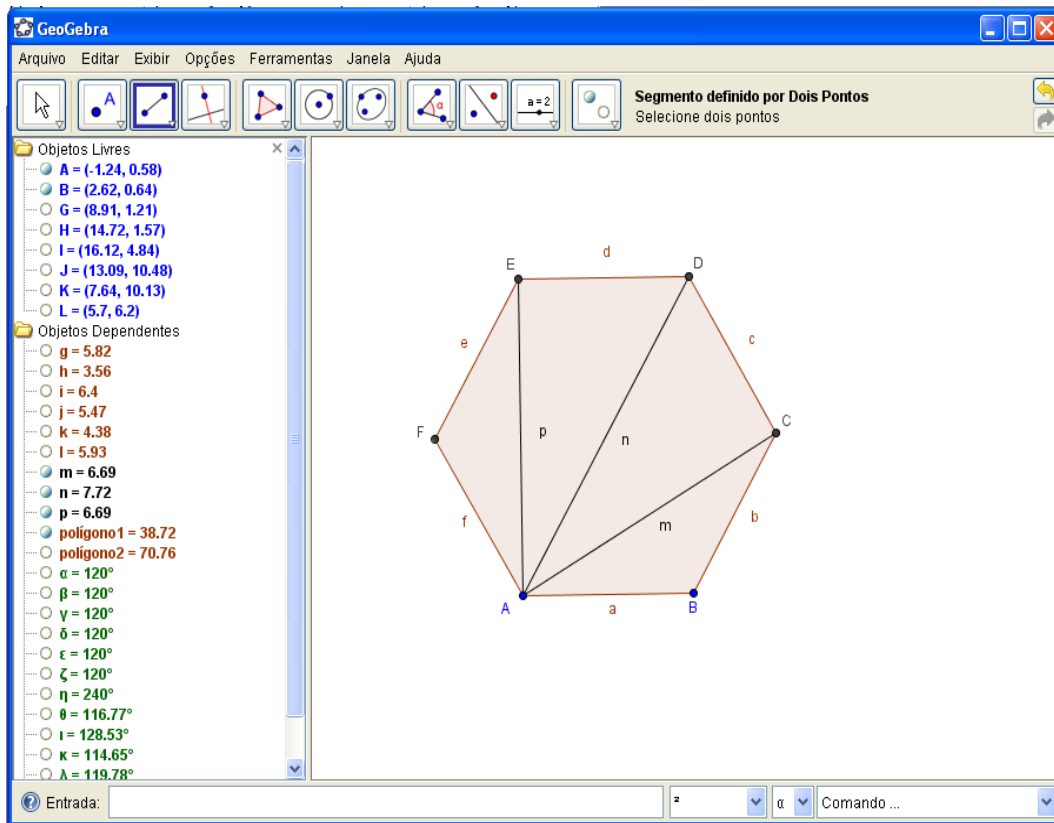 GeoGebra
Arquivo Editar Exibir Opções Ferramentas Janela Ajuda
A
α
a = 2
Segmento definido por Dois Pontos
Selecione dois pontos
Objetos Livres
A = (-1.24, 0.58)
B = (2.62, 0.64)
G = (8.91, 1.21)
H = (14.72, 1.57)
I = (16.12, 4.84)
J = (13.09, 10.48)
K = (7.64, 10.13)
L = (5.7, 6.2)
Objetos Dependentes
g = 5.82
h = 3.56
i = 6.4
j = 5.47
k = 4.38
l = 5.93
m = 6.69
n = 7.72
p = 6.69
polígono1 = 38.72
polígono2 = 70.76
α = 120°
β = 120°
γ = 120°
δ = 120°
ε = 120°
ζ = 120°
η = 240°
θ = 116.77°
ι = 128.53°
κ = 114.65°
λ = 119.78°
E
d
D
e
c
F
p
n
C
f
m
b
A
a
B
Entrada:
²
α
Comando ...